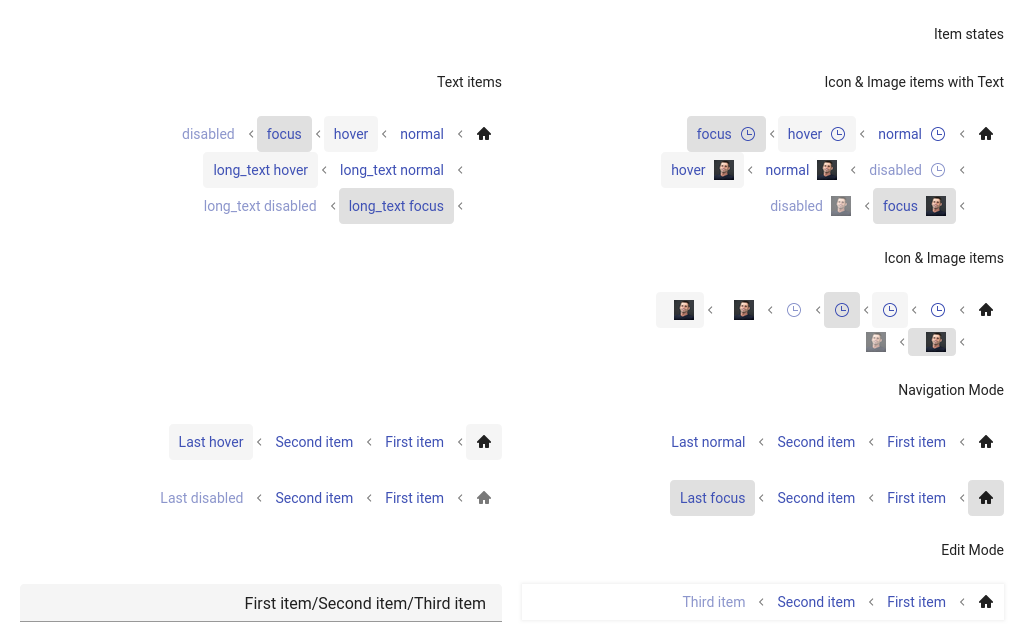 Item states
Text items
disabled focus hover normal
long_text hover long_text normal
long_text disabled long_text focus
Icon & Image items with Text
focus hover normal
hover normal disabled
disabled focus
Icon & Image items
Navigation Mode
Last hover Second item First item
Last normal Second item First item
Last disabled Second item First item
Last focus Second item First item
Edit Mode
First item/Second item/Third item
Third item Second item First item